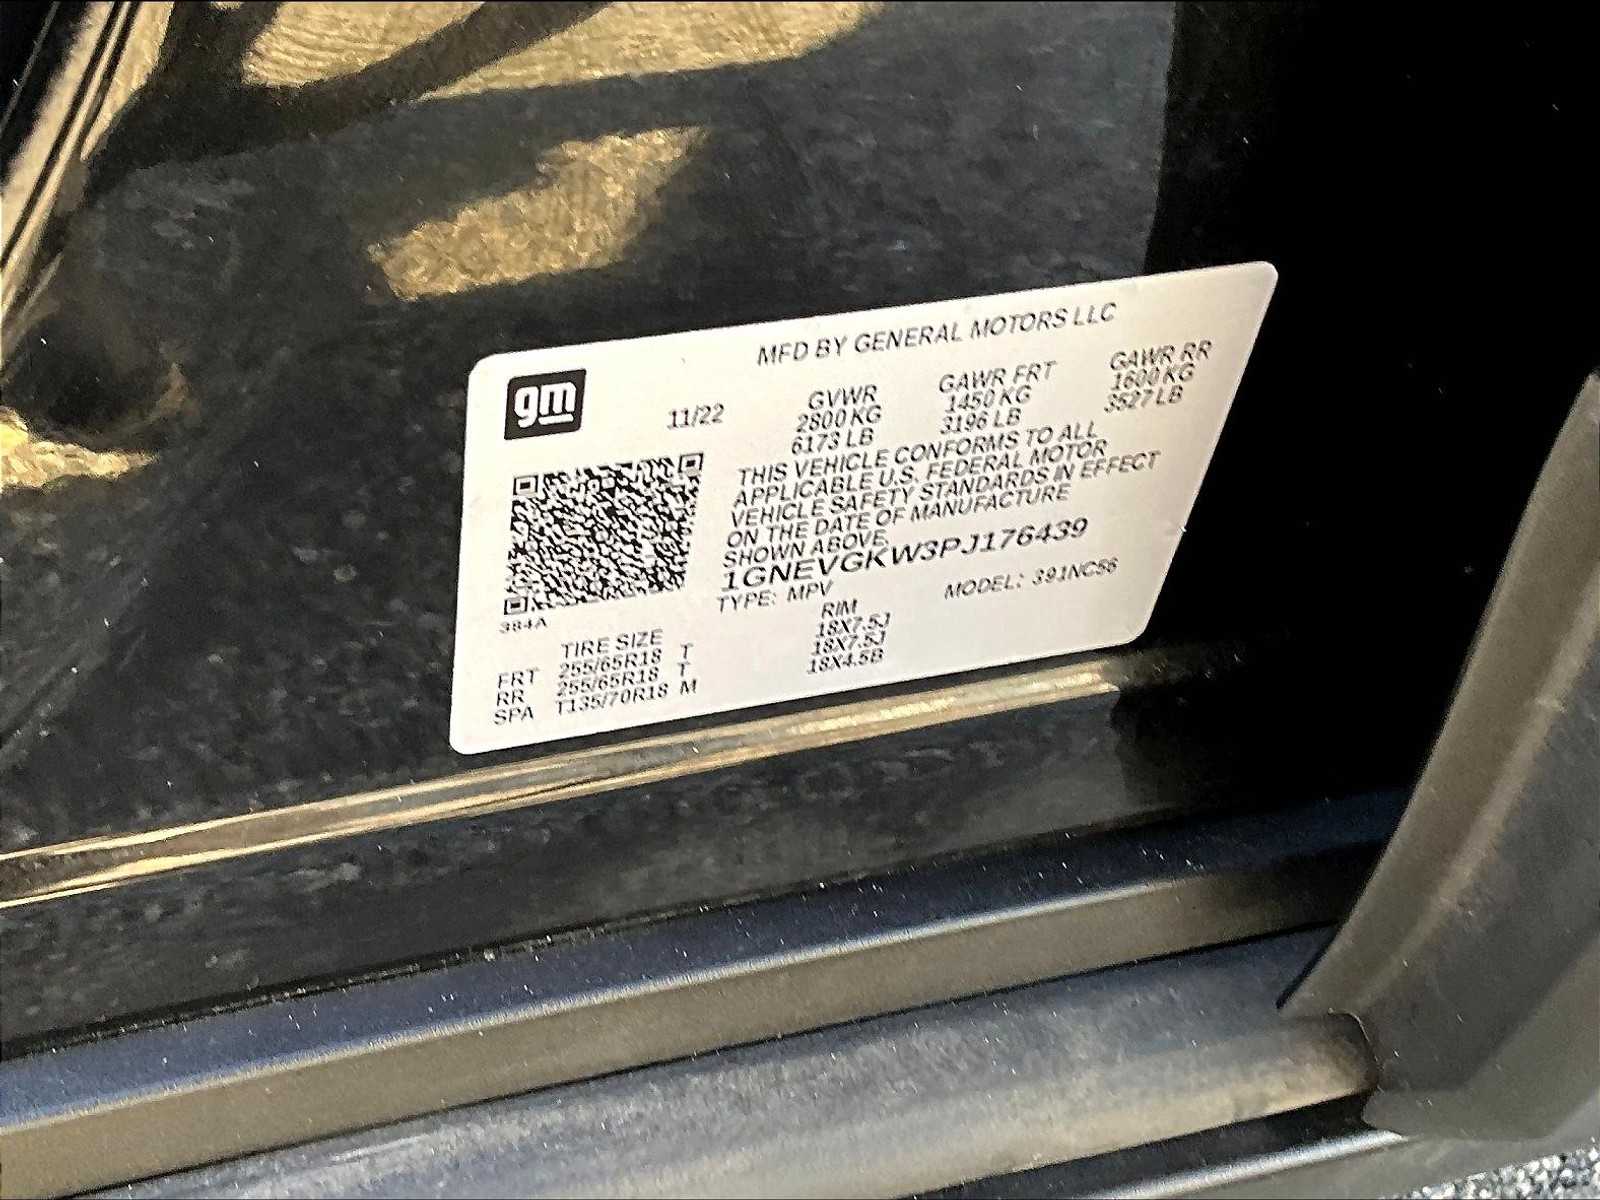 MFD BY GENERAL MOTORS LLC
gm
11/22
GVWR GAWR FRT GAWR RR
2800 KG 1450 KG 1600 KG
6173 LB 3196 LB 3527 LB
THIS VEHICLE CONFORMS TO ALL
APPLICABLE U.S. FEDERAL MOTOR
VEHICLE SAFETY STANDARDS IN EFFECT
ON THE DATE OF MANUFACTURE
SHOWN ABOVE.
1GNEVGKW3PJ176439
TYPE: MPV MODEL: 391NC56
384A
TIRE SIZE RIM
FRT 255/65R18 T 18X7.5J
RR 255/65R18 T 18X7.5J
SPA T135/70R18 M 18X4.5B